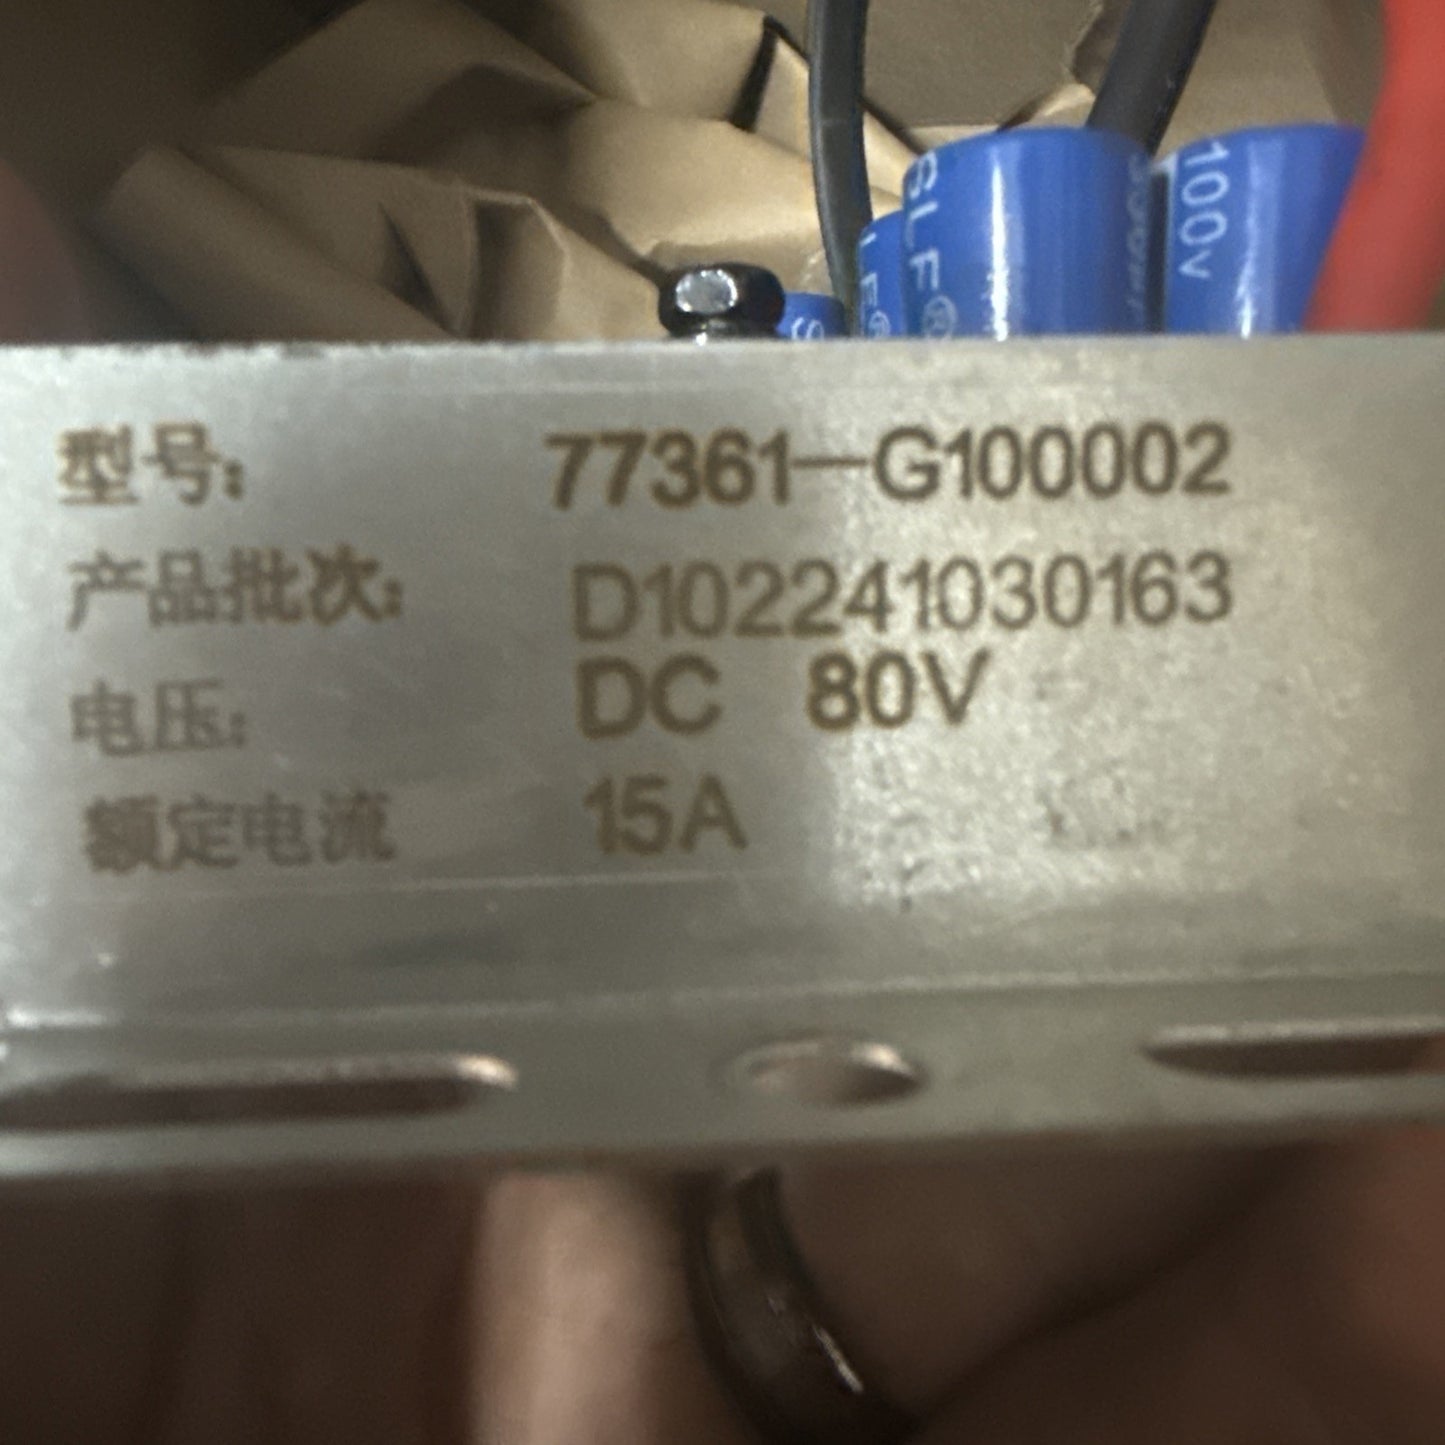 SLF®
100v
型号: 77361-G100002
产品批次: D102241030163
电压: DC 80V
额定电流 15A